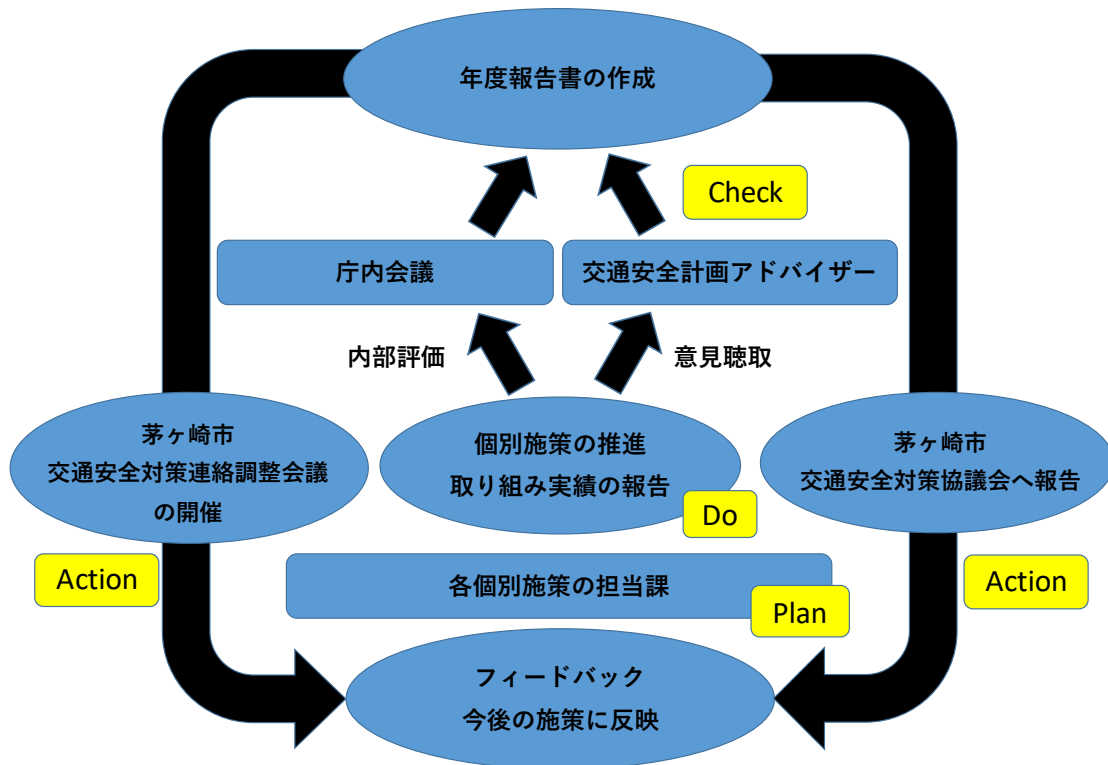 年度報告書の作成
Check
庁内会議
交通安全計画アドバイザー
内部評価
意見聴取
茅ヶ崎市
交通安全対策連絡調整会議
の開催
個別施策の推進
取り組み実績の報告
Do
茅ヶ崎市
交通安全対策協議会へ報告
Action
各個別施策の担当課
Plan
Action
フィードバック
今後の施策に反映